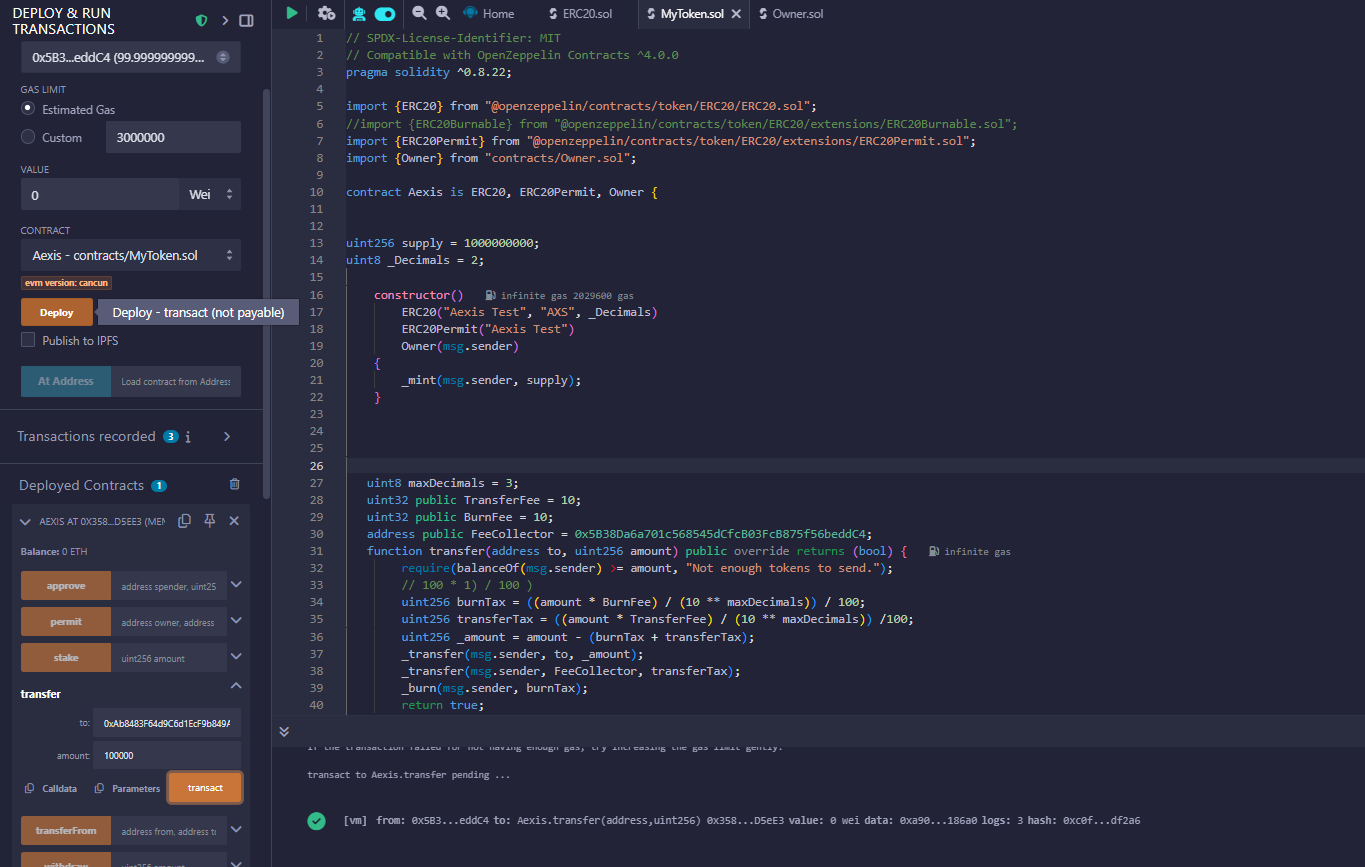 DEPLOY & RUN
TRANSACTIONS
0x5B3...eddC4 (99.999999999...
GAS LIMIT
Estimated Gas
Custom
3000000
VALUE
0
Wei
CONTRACT
Aexis - contracts/MyToken.sol
evm version: cancun
Deploy
Deploy - transact (not payable)
Publish to IPFS
At Address
Load contract from Address
Transactions recorded 3 i
Deployed Contracts 1
AEXIS AT 0X358...D5EE3 (MEM
Balance: 0 ETH
approve
address spender, uint25
permit
address owner, address
stake
uint256 amount
transfer
to:
0xAb8483F64d9C6d1EcF9b849A
amount:
100000
Calldata
Parameters
transact
transferFrom
address from, address to
withdraw
uint256 amount
Home
ERC20.sol
MyToken.sol
Owner.sol
1 // SPDX-License-Identifier: MIT
2 // Compatible with OpenZeppelin Contracts ^4.0.0
3 pragma solidity ^0.8.22;
4
5 import {ERC20} from "@openzeppelin/contracts/token/ERC20/ERC20.sol";
6 //import {ERC20Burnable} from "@openzeppelin/contracts/token/ERC20/extensions/ERC20Burnable.sol";
7 import {ERC20Permit} from "@openzeppelin/contracts/token/ERC20/extensions/ERC20Permit.sol";
8 import {Owner} from "contracts/Owner.sol";
9
10 contract Aexis is ERC20, ERC20Permit, Owner {
11
12
13 uint256 supply = 1000000000;
14 uint8 _Decimals = 2;
15
16 constructor() infinite gas 2029600 gas
17 ERC20("Aexis Test", "AXS", _Decimals)
18 ERC20Permit("Aexis Test")
19 Owner(msg.sender)
20 {
21 _mint(msg.sender, supply);
22 }
23
24
25
26
27 uint8 maxDecimals = 3;
28 uint32 public TransferFee = 10;
29 uint32 public BurnFee = 10;
30 address public FeeCollector = 0x5B38Da6a701c568545dCfcB03FcB875f56beddC4;
31 function transfer(address to, uint256 amount) public override returns (bool) { infinite gas
32 require(balanceOf(msg.sender) >= amount, "Not enough tokens to send.");
33 // 100 * 1) / 100 )
34 uint256 burnTax = ((amount * BurnFee) / (10 ** maxDecimals)) / 100;
35 uint256 transferTax = ((amount * TransferFee) / (10 ** maxDecimals)) /100;
36 uint256 _amount = amount - (burnTax + transferTax);
37 _transfer(msg.sender, to, _amount);
38 _transfer(msg.sender, FeeCollector, transferTax);
39 _burn(msg.sender, burnTax);
40 return true;
If the transaction failed for not having enough gas, try increasing the gas limit gently.
transact to Aexis.transfer pending ...
[vm] from: 0x5B3...eddC4 to: Aexis.transfer(address,uint256) 0x358...D5EE3 value: 0 wei data: 0xa90...186a0 logs: 3 hash: 0xc0f...df2a6